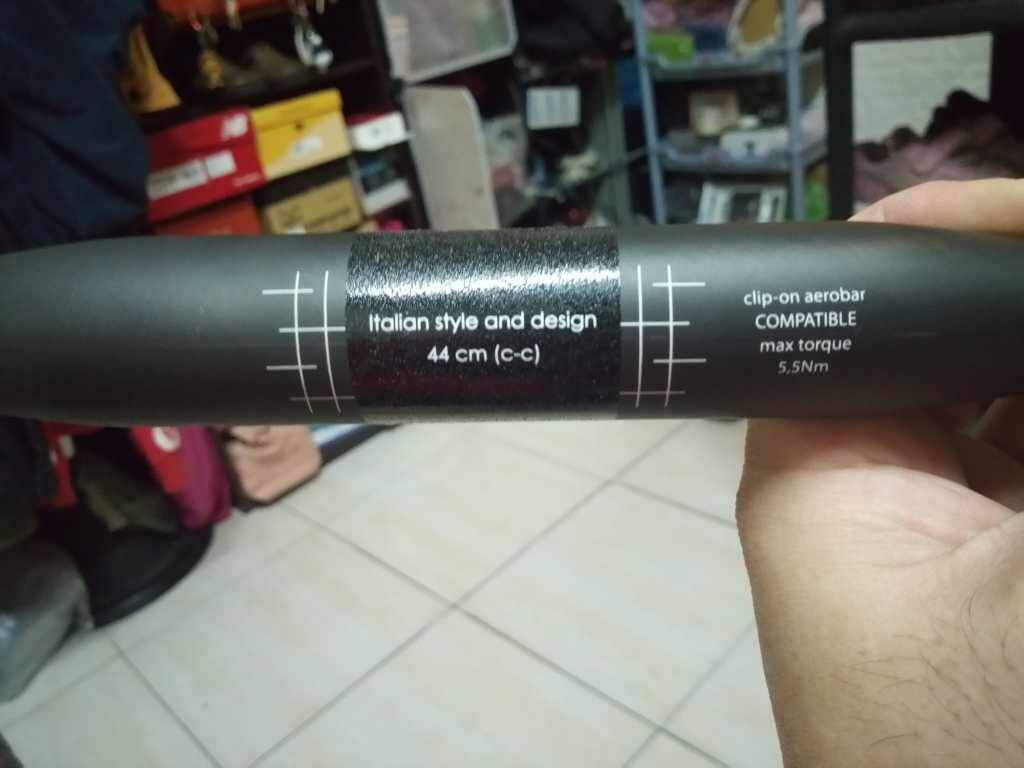 Italian style and design
44 cm (c-c)
clip-on aerobar
COMPATIBLE
max torque
5,5Nm